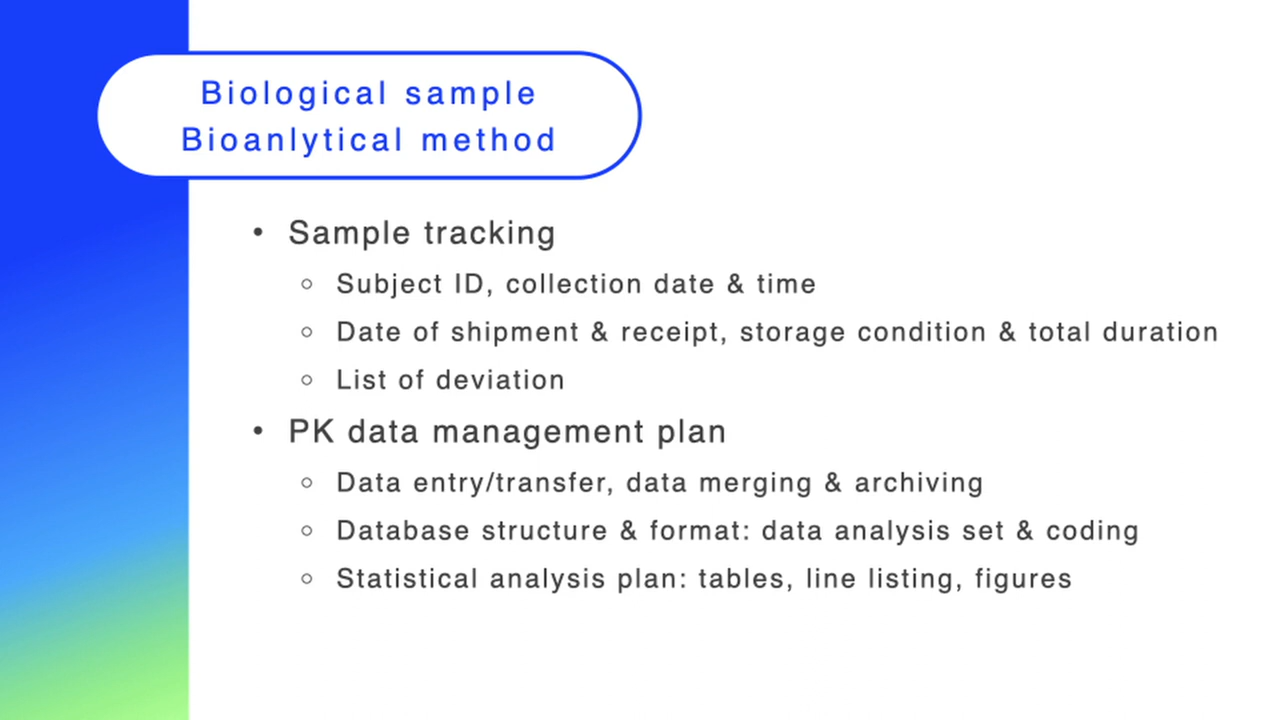 Biological sample
Bioanlytical method
• Sample tracking
○ Subject ID, collection date & time
○ Date of shipment & receipt, storage condition & total duration
○ List of deviation
• PK data management plan
○ Data entry/transfer, data merging & archiving
○ Database structure & format: data analysis set & coding
○ Statistical analysis plan: tables, line listing, figures